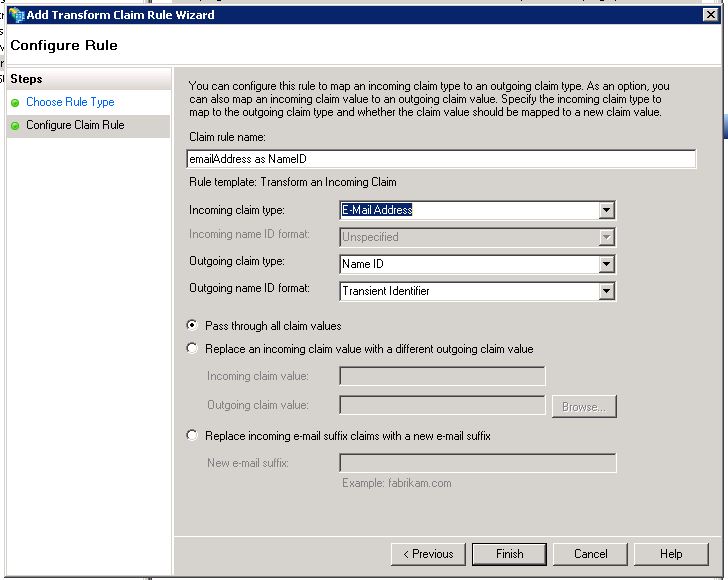 Add Transform Claim Rule Wizard
Configure Rule
Steps
Choose Rule Type
Configure Claim Rule
You can configure this rule to map an incoming claim type to an outgoing claim type. As an option, you
can also map an incoming claim value to an outgoing claim value. Specify the incoming claim type to
map to the outgoing claim type and whether the claim value should be mapped to a new claim value.
Claim rule name:
emailAddress as NameID
Rule template: Transform an Incoming Claim
Incoming claim type: E-Mail Address
Incoming name ID format: Unspecified
Outgoing claim type: Name ID
Outgoing name ID format: Transient Identifier
Pass through all claim values
Replace an incoming claim value with a different outgoing claim value
Incoming claim value:
Outgoing claim value: Browse...
Replace incoming e-mail suffix claims with a new e-mail suffix
New e-mail suffix:
Example: fabrikam.com
< Previous Finish Cancel Help